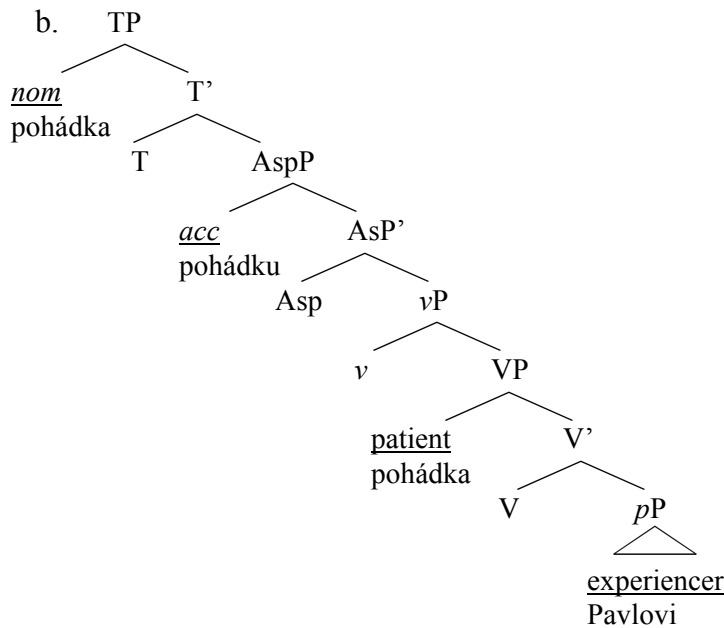 b. TP
nom T’
pohádka
T AspP
acc AsP’
pohádku
Asp vP
v VP
patient V’
pohádka
V pP
experiencer
Pavlovi